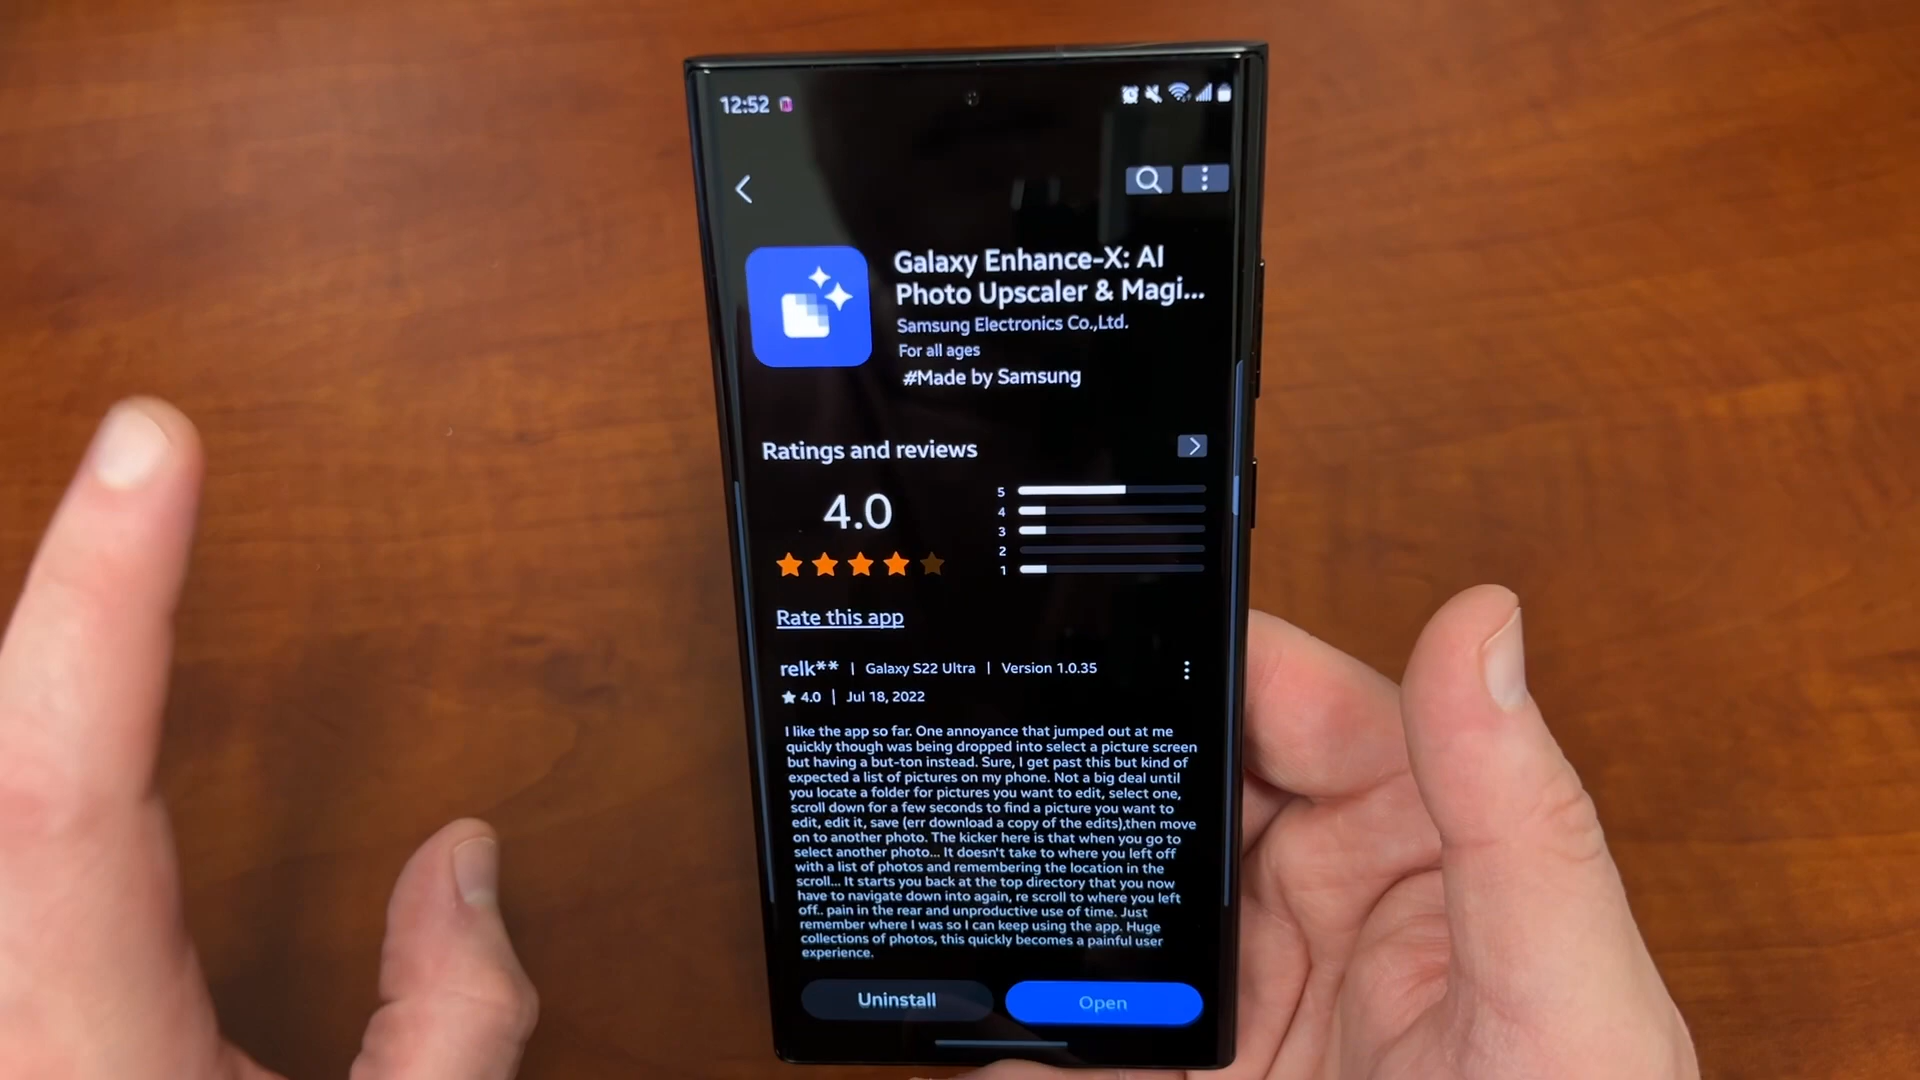 12:52
Galaxy Enhance-X: AI
Photo Upscaler & Magi...
Samsung Electronics Co.,Ltd.
For all ages
#Made by Samsung
Ratings and reviews
4.0
5
4
3
2
1
Rate this app
relk** | Galaxy S22 Ultra | Version 1.0.35
4.0 | Jul 18, 2022
I like the app so far. One annoyance that jumped out at me
quickly though was being dropped into select a picture screen
but having a but-ton instead. Sure, I get past this but kind of
expected a list of pictures on my phone. Not a big deal until
you locate a folder for pictures you want to edit, select one,
scroll down for a few seconds to find a picture you want to
edit, edit it, save (err download a copy of the edits),then move
on to another photo. The kicker here is that when you go to
select another photo... It doesn't take to where you left off
with a list of photos and remembering the location in the
scroll... It starts you back at the top directory that you now
have to navigate down into again, re scroll to where you left
off.. pain in the rear and unproductive use of time. Just
remember where I was so I can keep using the app. Huge
collections of photos, this quickly becomes a painful user
experience.
Uninstall
Open